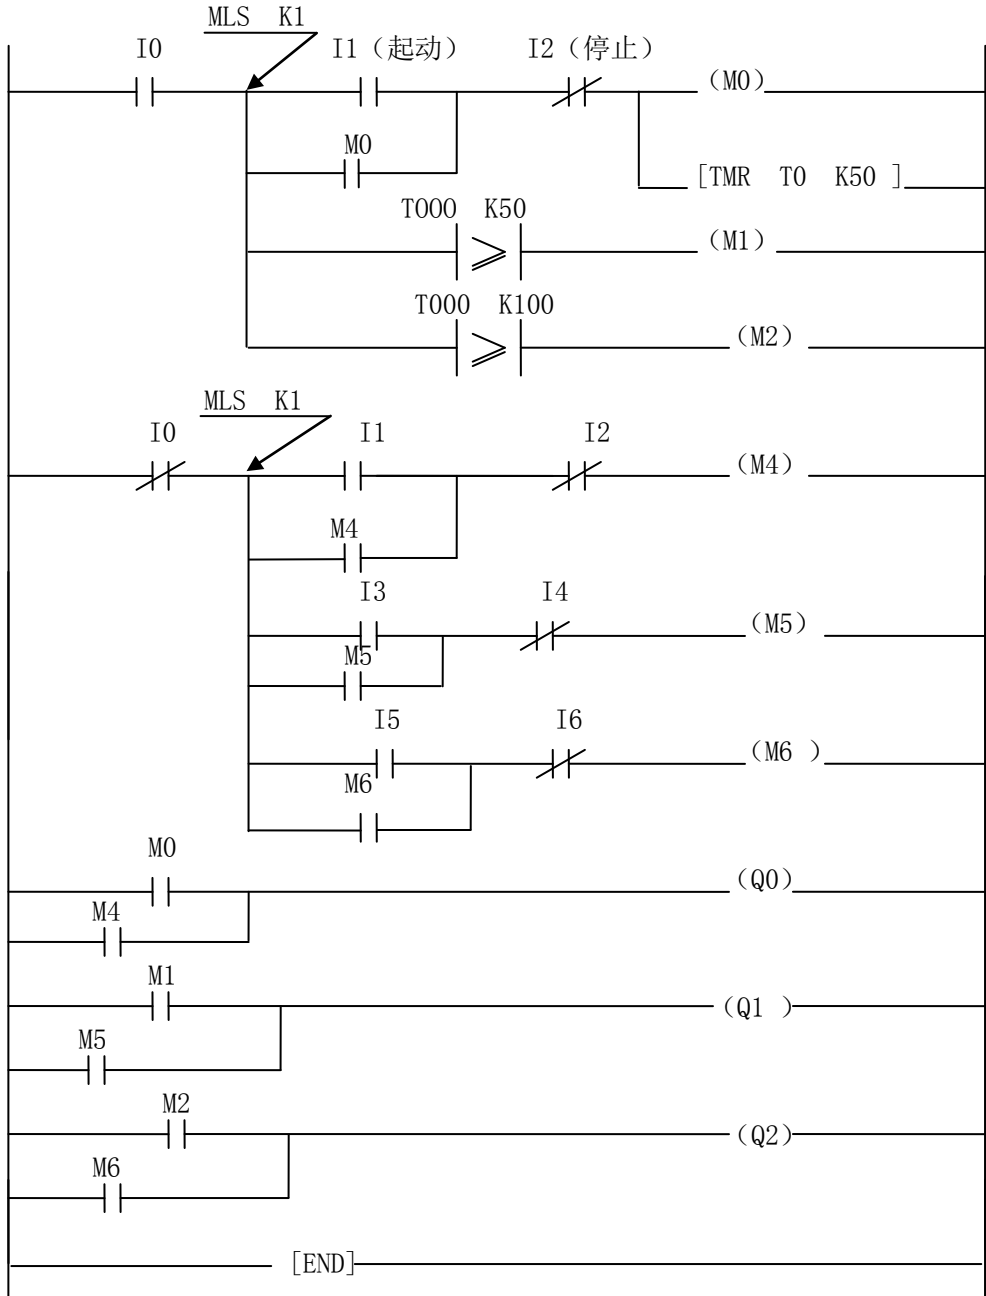 MLS K1
I0 I1（起动） I2（停止）
（M0）
M0
[TMR T0 K50 ]
T000 K50
（M1）
T000 K100
（M2）
MLS K1
I0 I1 I2
（M4）
M4
I3 I4
（M5）
M5
I5 I6
（M6 ）
M6
M0
（Q0）
M4
M1
（Q1 ）
M5
M2
（Q2）
M6
[END]